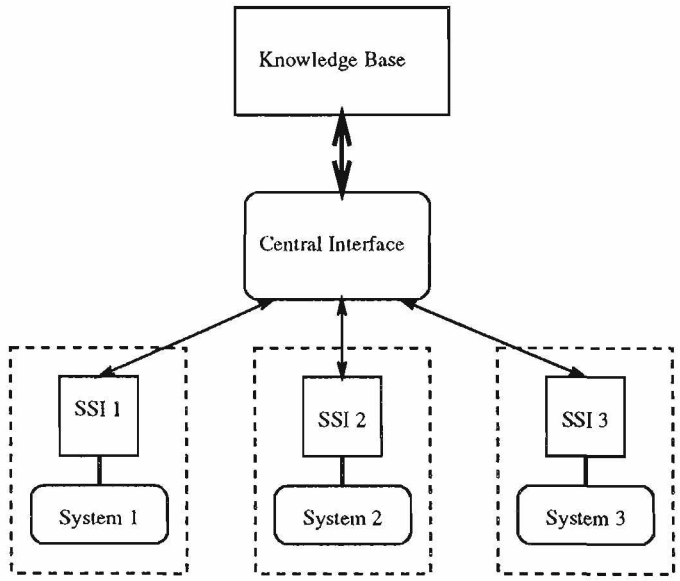 Knowledge Base
Central Interface
SSI 1
SSI 2
SSI 3
System 1
System 2
System 3